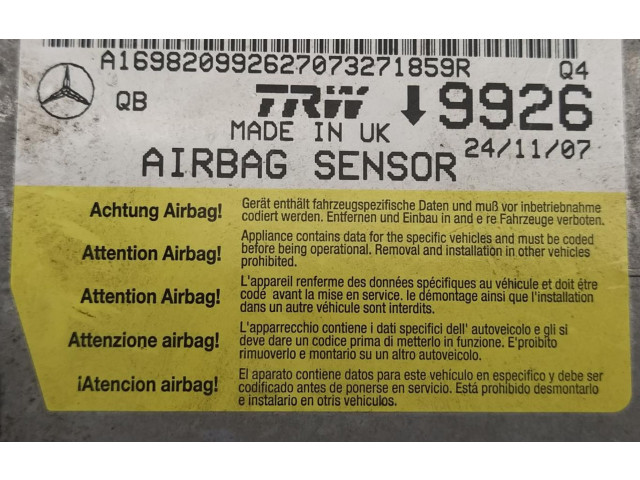 A169820992627073271859R Q4
QB TRW ↓9926
MADE IN UK 24/11/07
AIRBAG SENSOR
Achtung Airbag! Gerät enthält fahrzeugspezifische Daten und muß vor inbetriebnahme
codiert werden. Entfernen und Einbau in and e re Fahrzeuge verboten.
Attention Airbag! Appliance contains data for the specific vehicles and must be coded
before being operational. Removal and installation in other vehicles
prohibited.
Attention Airbag! L'appareil renferme des données spécifiques au véhicule et doit être
codé avant la mise en service. le démontage ainsi que l'installation
dans un autre véhicule sont interdits.
Attenzione airbag! L'apparrecchio contiene i dati specifici dell' autoveicolo e gli si
deve dare un codice prima di metterlo in funzione. E'proibito
rimuoverlo e montario su un altro autoveicolo.
¡Atencion airbag! El aparato contiene datos para este vehículo en especifico y debe ser
codificado antes de ponerse en servicio. Está prohibido desmontarlo
e instalario en otris vehículos.